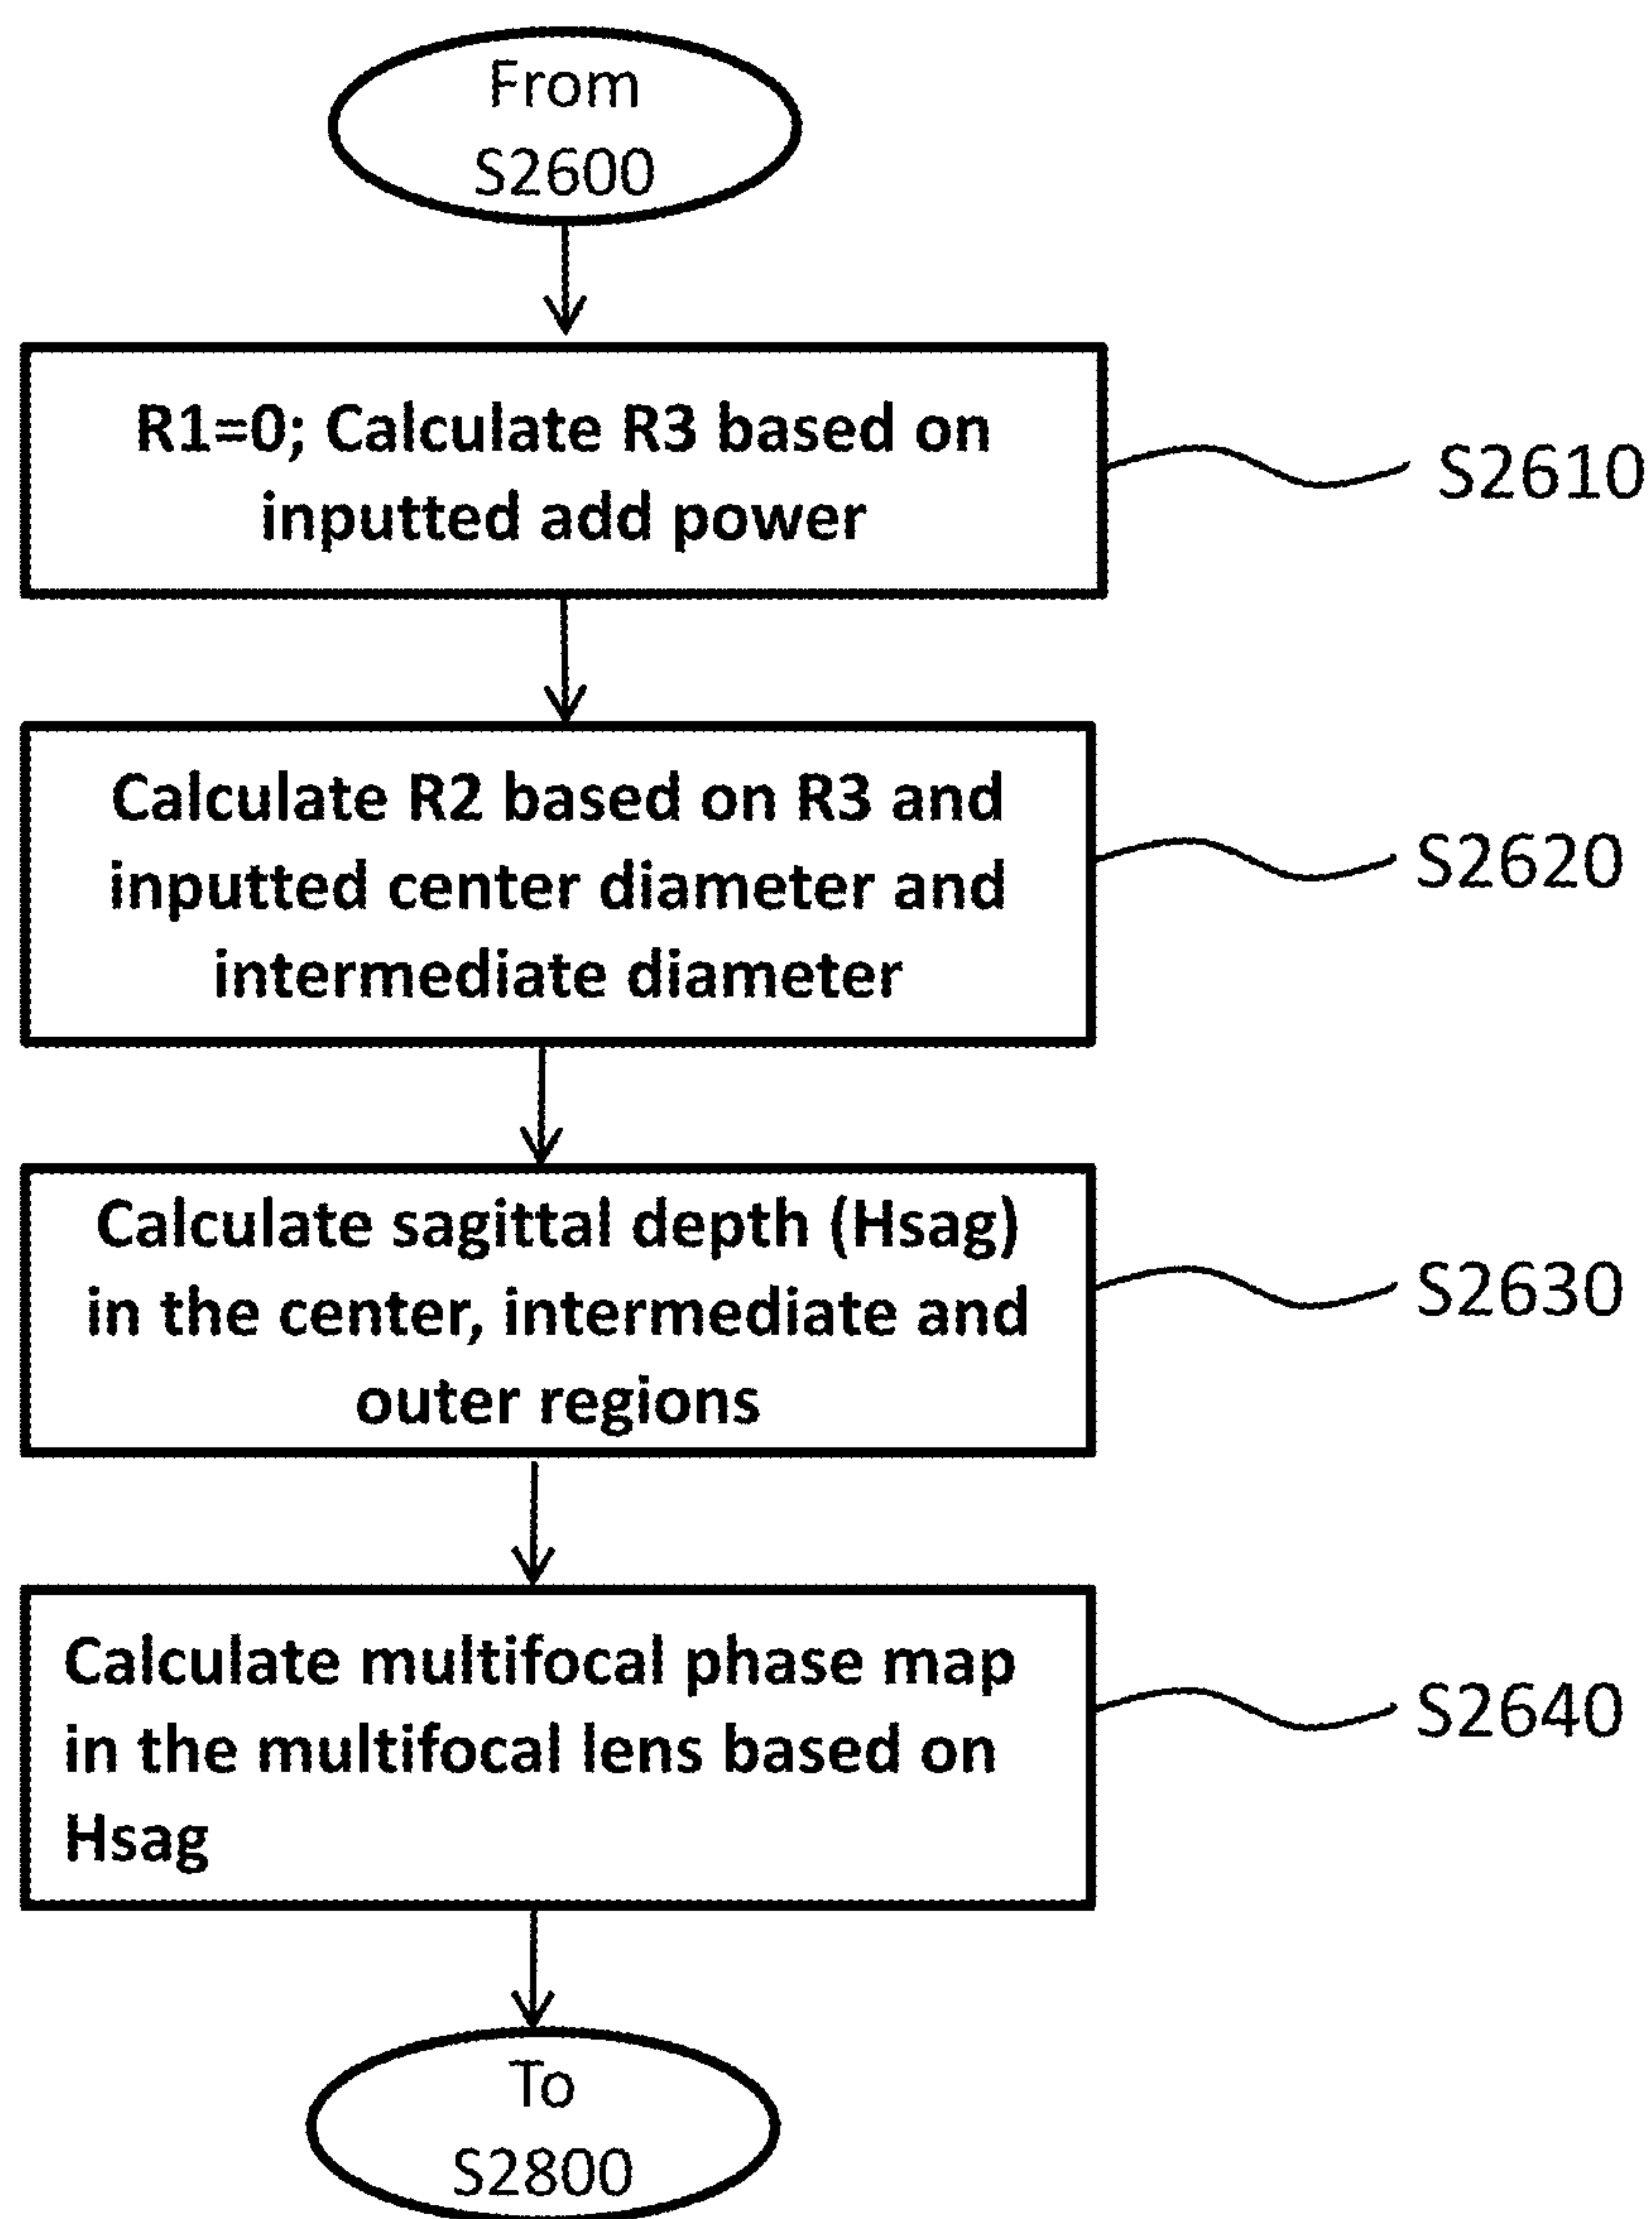 From
S2600
R1=0; Calculate R3 based on
inputted add power
S2610
Calculate R2 based on R3 and
inputted center diameter and
intermediate diameter
S2620
Calculate sagittal depth (Hsag)
in the center, intermediate and
outer regions
S2630
Calculate multifocal phase map
in the multifocal lens based on
Hsag
S2640
To
S2800